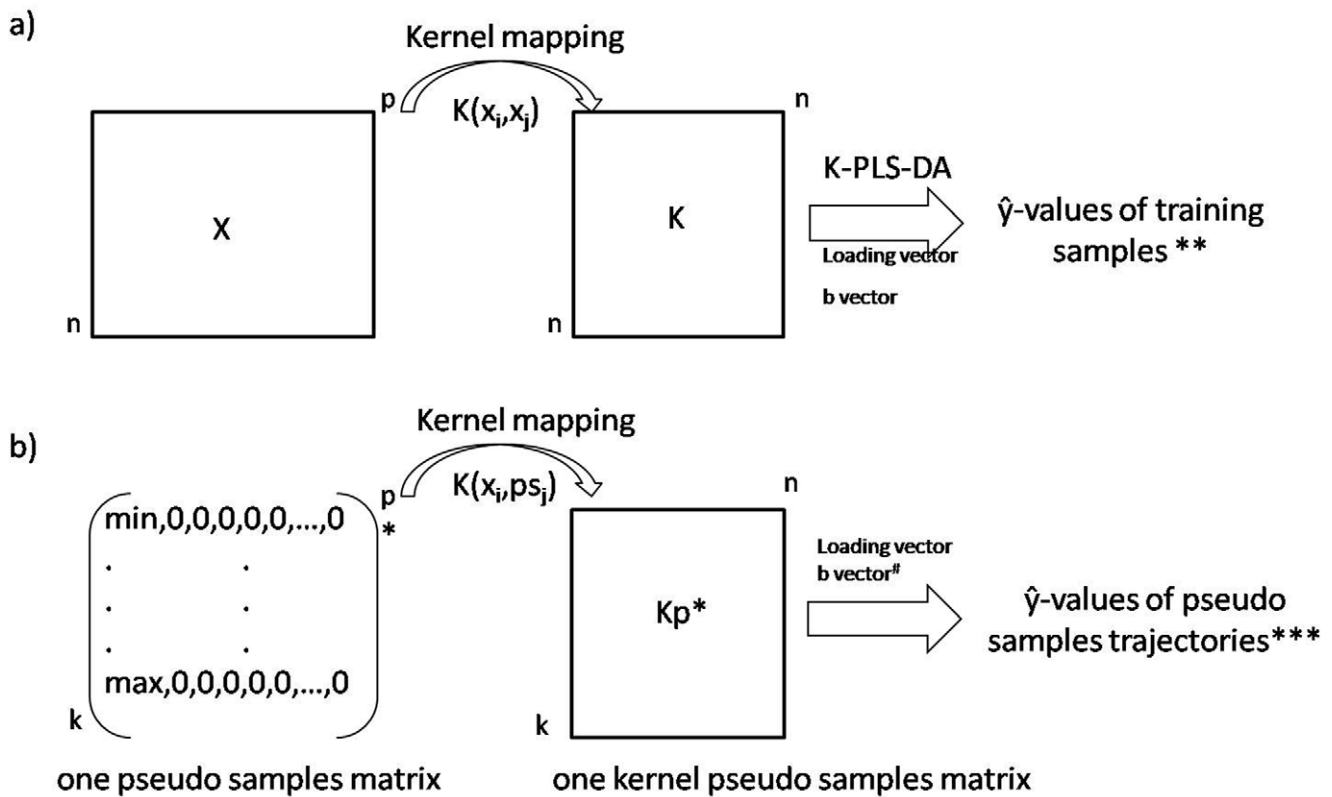 a)
Kernel mapping
p
K(xi,xj)
n
X
K
n
n
K-PLS-DA
Loading vector
b vector
ŷ-values of training
samples **
b)
Kernel mapping
p
*
K(xi,psj)
n
min,0,0,0,0,0,...,0
. .
. .
. .
max,0,0,0,0,0,...,0
k
Kp*
k
Loading vector
b vector#
ŷ-values of pseudo
samples trajectories***
one pseudo samples matrix
one kernel pseudo samples matrix